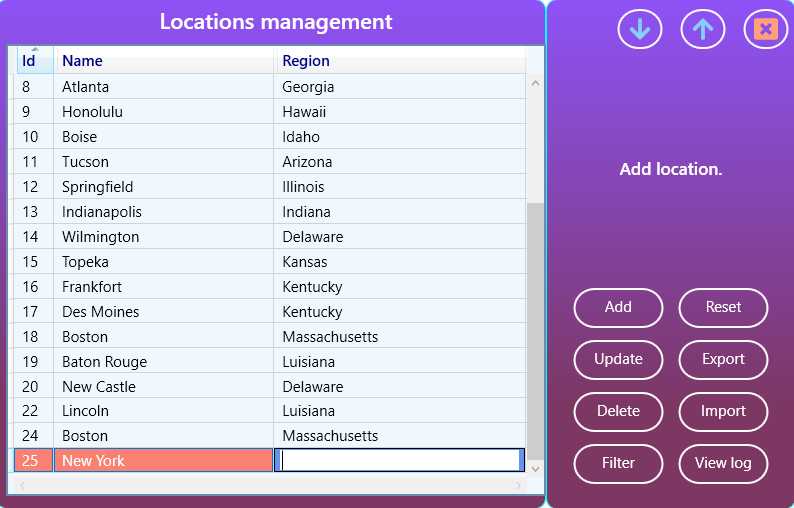 Locations management
Id Name Region
8 Atlanta Georgia
9 Honolulu Hawaii
10 Boise Idaho
11 Tucson Arizona
12 Springfield Illinois
13 Indianapolis Indiana
14 Wilmington Delaware
15 Topeka Kansas
16 Frankfort Kentucky
17 Des Moines Kentucky
18 Boston Massachusetts
19 Baton Rouge Luisiana
20 New Castle Delaware
22 Lincoln Luisiana
24 Boston Massachusetts
25 New York
Add location.
Add Reset
Update Export
Delete Import
Filter View log